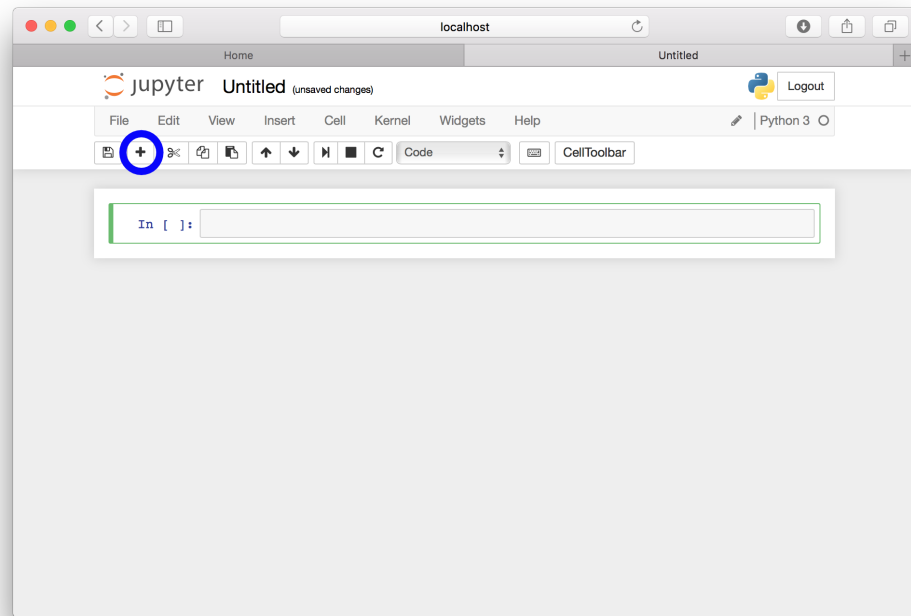 localhost
Home Untitled
jupyter Untitled (unsaved changes) Logout
File Edit View Insert Cell Kernel Widgets Help Python 3
Code CellToolbar
In [ ]: